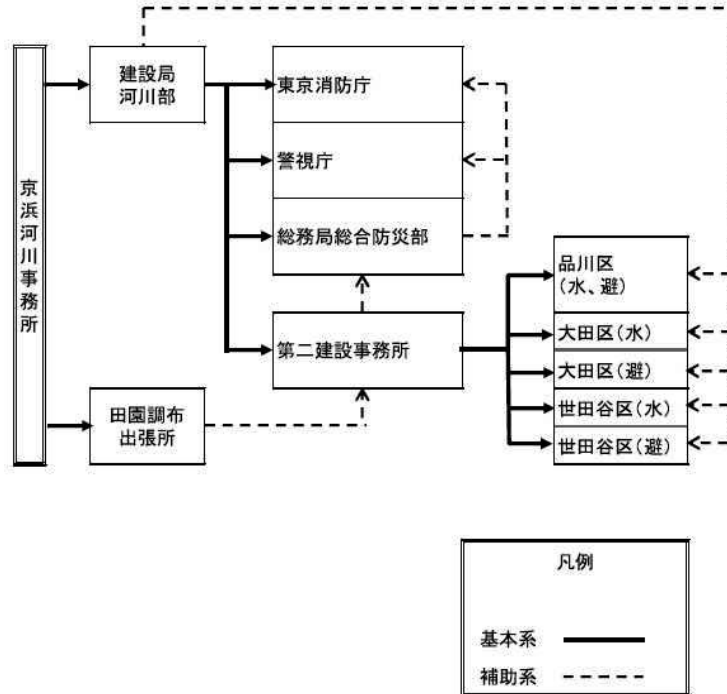 京浜河川事務所
建設局
河川部
東京消防庁
警視庁
総務局総合防災部
第二建設事務所
田園調布
出張所
品川区
(水、避)
大田区(水)
大田区(避)
世田谷区(水)
世田谷区(避)
凡例
基本系
補助系